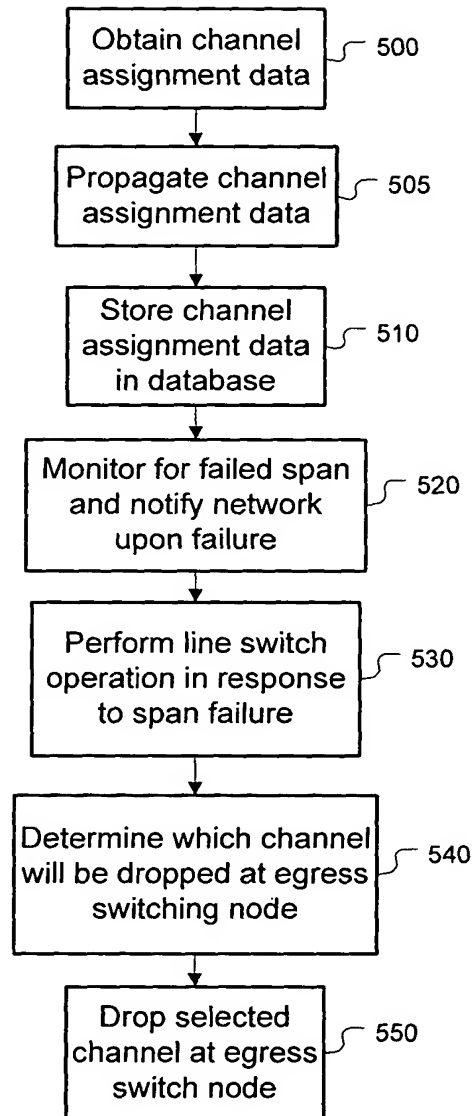 Obtain channel
assignment data
500
Propagate channel
assignment data
505
Store channel
assignment data
in database
510
Monitor for failed span
and notify network
upon failure
520
Perform line switch
operation in response
to span failure
530
Determine which channel
will be dropped at egress
switching node
540
Drop selected
channel at egress
switch node
550